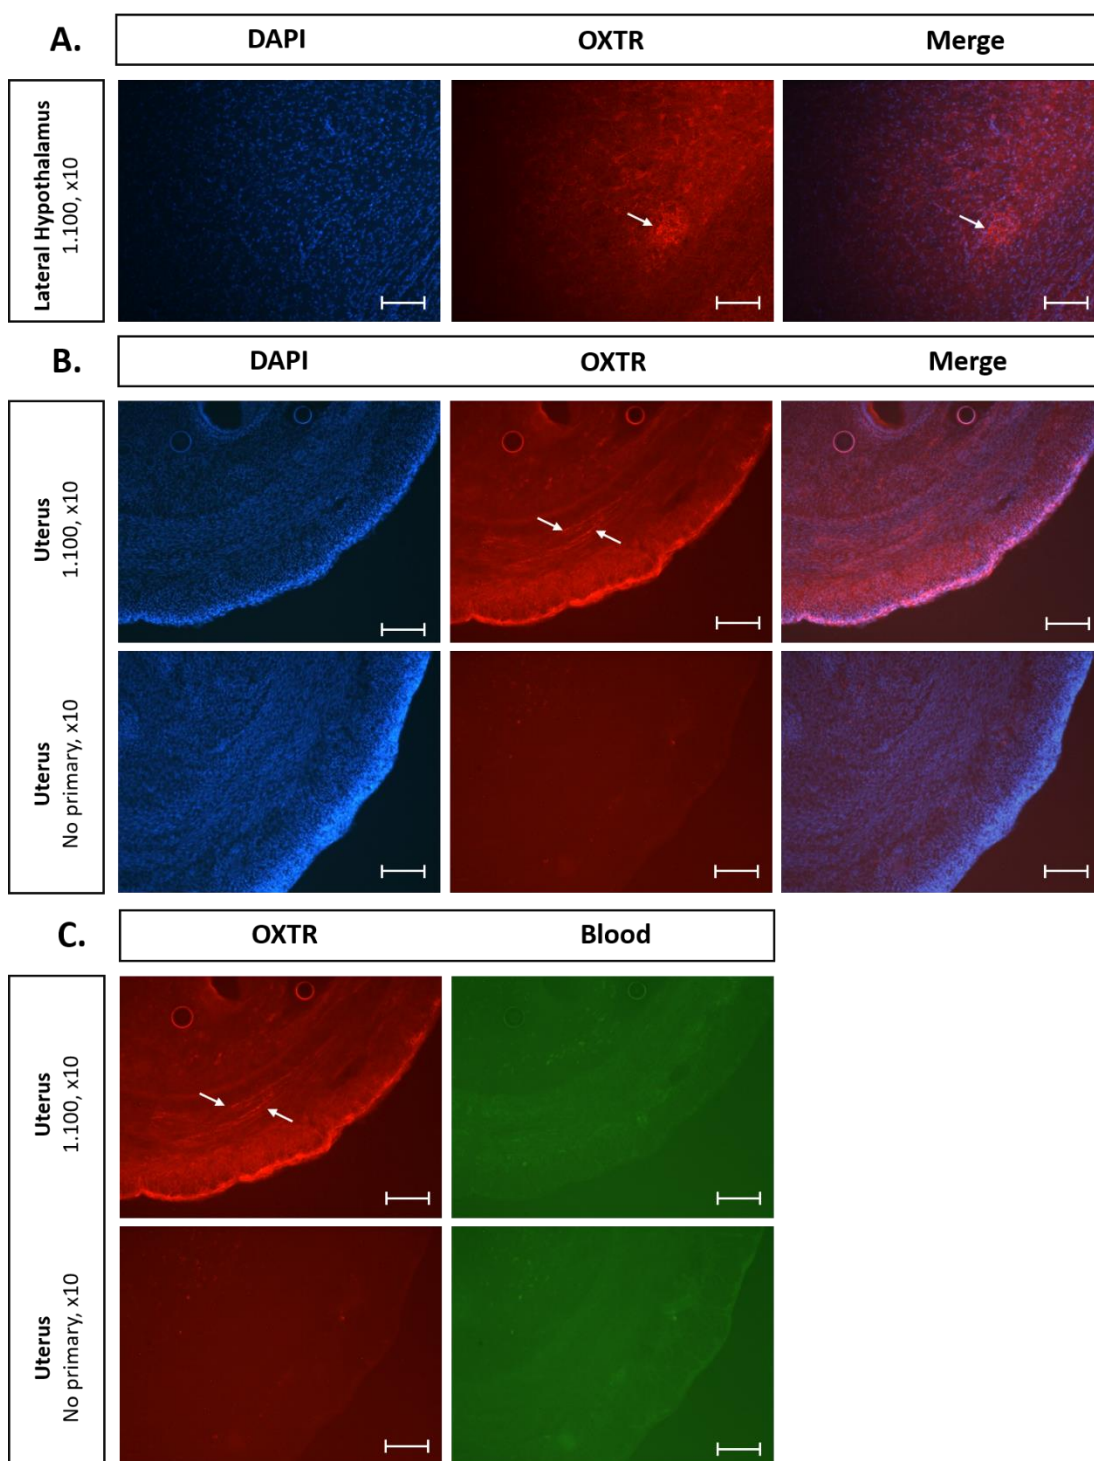 A.
DAPI OXTR Merge
Lateral Hypothalamus
1.100, x10
B.
DAPI OXTR Merge
Uterus
1.100, x10
Uterus
No primary, x10
C.
OXTR Blood
Uterus
1.100, x10
Uterus
No primary, x10